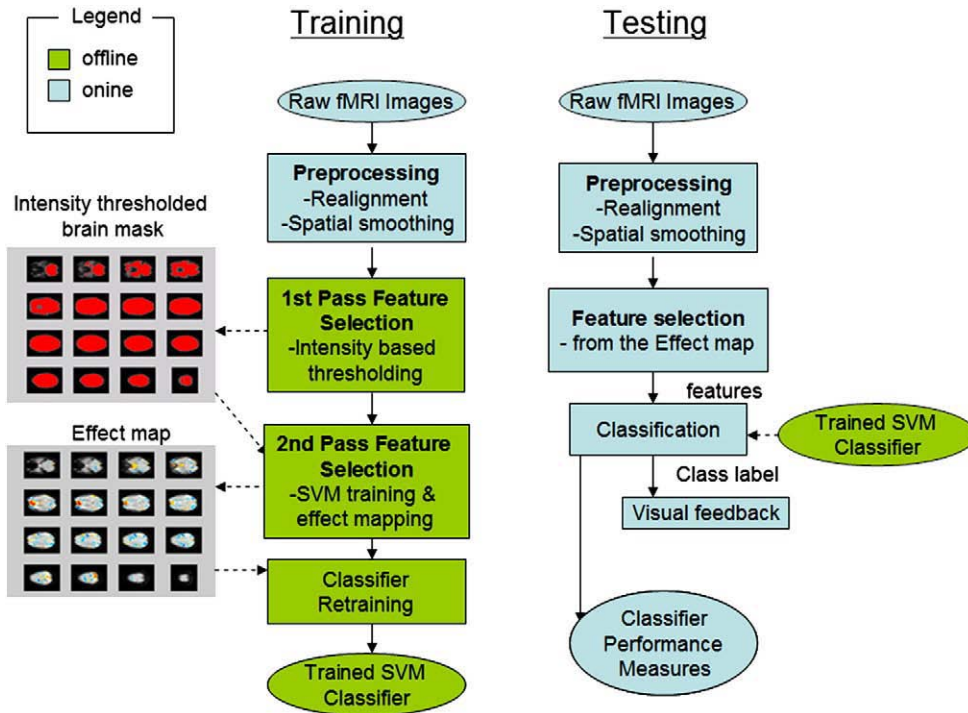 Legend
offline
onine
Training
Raw fMRI Images
Preprocessing
-Realignment
-Spatial smoothing
Intensity thresholded
brain mask
1st Pass Feature
Selection
-Intensity based
thresholding
Effect map
2nd Pass Feature
Selection
-SVM training &
effect mapping
Classifier
Retraining
Trained SVM
Classifier
Testing
Raw fMRI Images
Preprocessing
-Realignment
-Spatial smoothing
Feature selection
- from the Effect map
features
Classification
Trained SVM
Classifier
Class label
Visual feedback
Classifier
Performance
Measures